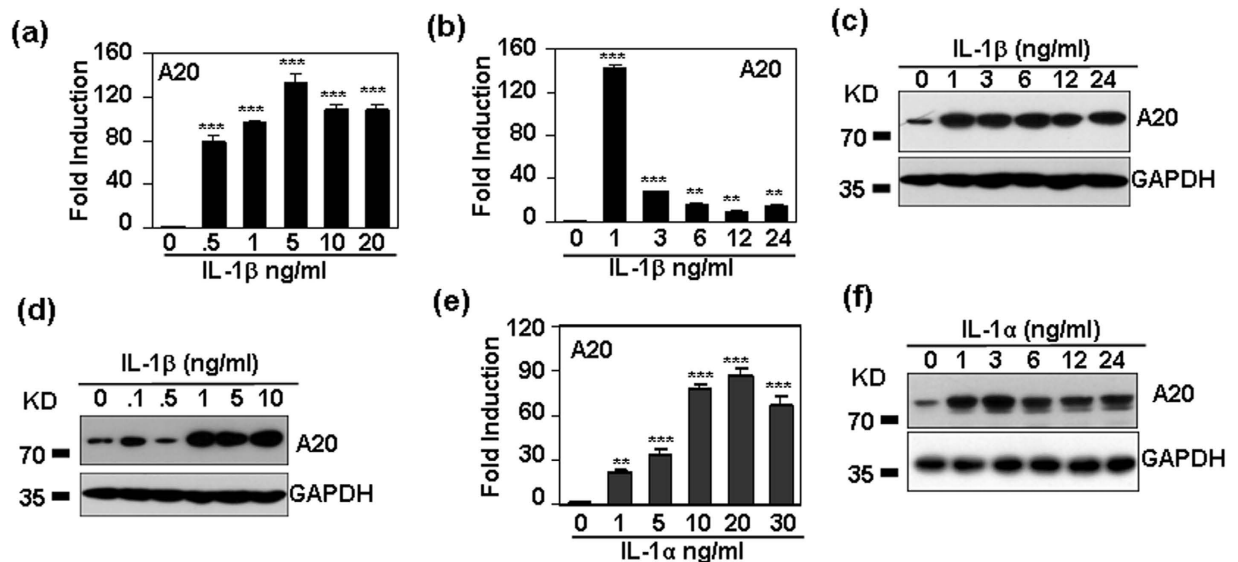 (a)
A20
Fold Induction
160
120
80
40
0
***
***
***
***
***
0 .5 1 5 10 20
IL-1β ng/ml
(b)
A20
Fold Induction
160
120
80
40
0
***
***
**
**
**
0 1 3 6 12 24
IL-1β ng/ml
(c)
IL-1β (ng/ml)
0 1 3 6 12 24
KD
70
A20
35
GAPDH
(d)
IL-1β (ng/ml)
KD 0 .1 .5 1 5 10
70
A20
35
GAPDH
(e)
A20
Fold Induction
120
90
60
30
0
**
***
***
***
***
0 1 5 10 20 30
IL-1α ng/ml
(f)
IL-1α (ng/ml)
0 1 3 6 12 24
KD
70
A20
35
GAPDH